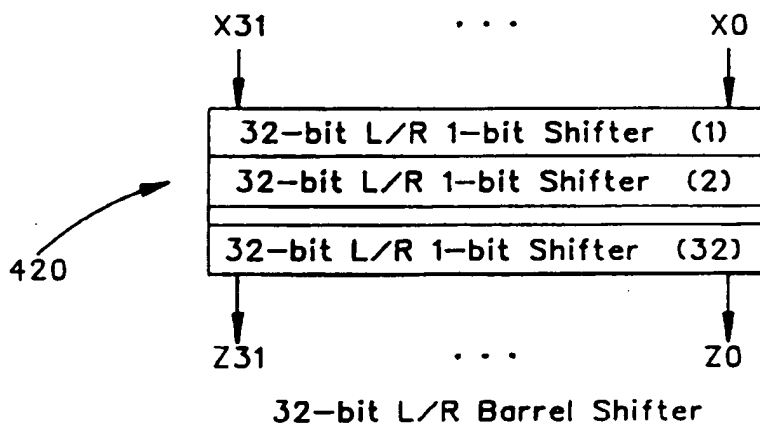 X31 · · · X0
32-bit L/R 1-bit Shifter (1)
32-bit L/R 1-bit Shifter (2)
32-bit L/R 1-bit Shifter (32)
420
Z31 · · · Z0
32-bit L/R Barrel Shifter